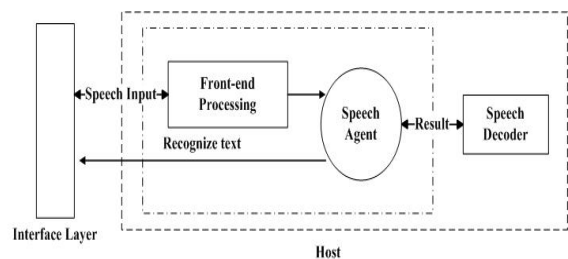 Front-end
Processing
Speech Input
Speech
Agent
Result
Speech
Decoder
Recognize text
Interface Layer
Host